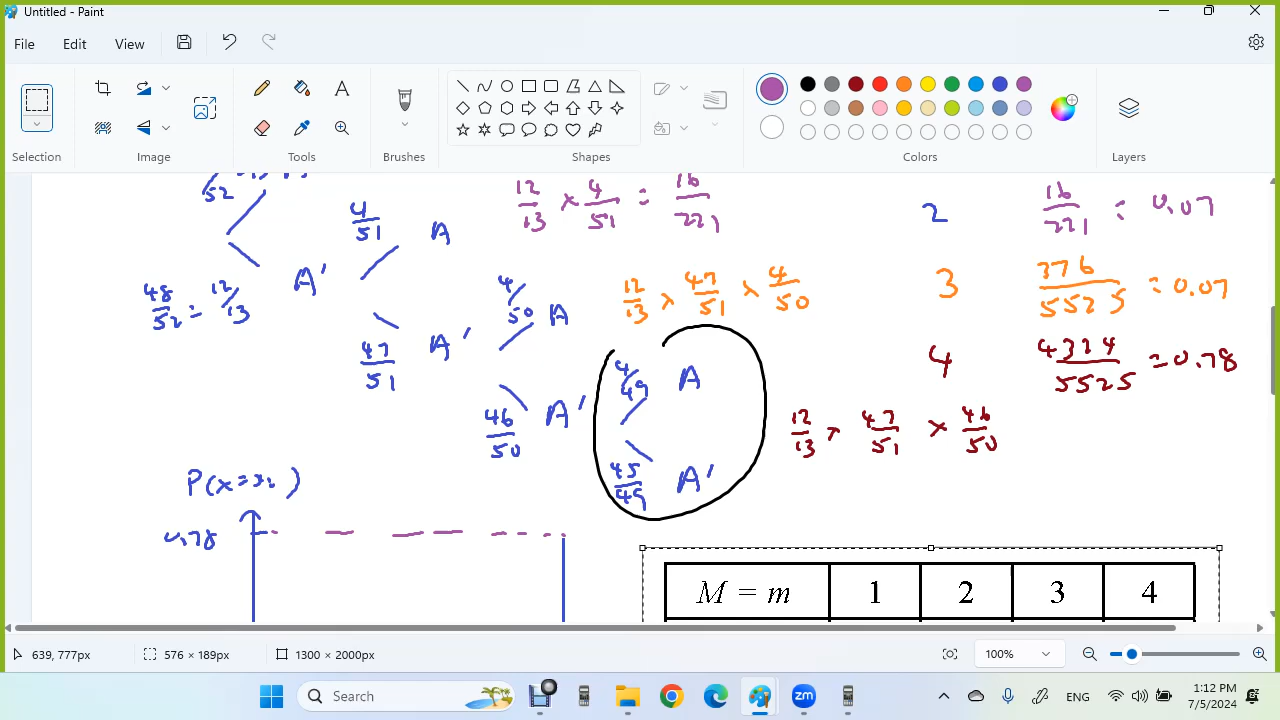 Untitled - Paint
File Edit View
Selection Image Tools Brushes Shapes Colors Layers
52
12/13 × 4/51 = 16/221
2 16/221 = 0.07
4/51 A
48/52 = 12/13 A'
4/50 A
12/13 × 47/51 × 4/50
3 376/5525 = 0.07
47/51 A'
4/49 A
4 4324/5525 = 0.78
46/50 A'
12/13 × 47/51 × 46/50
45/49 A'
P(x=x
0.78
M = m 1 2 3 4
639, 777px 576 × 189px 1300 × 2000px 100%
Search
ENG
1:12 PM
7/5/2024